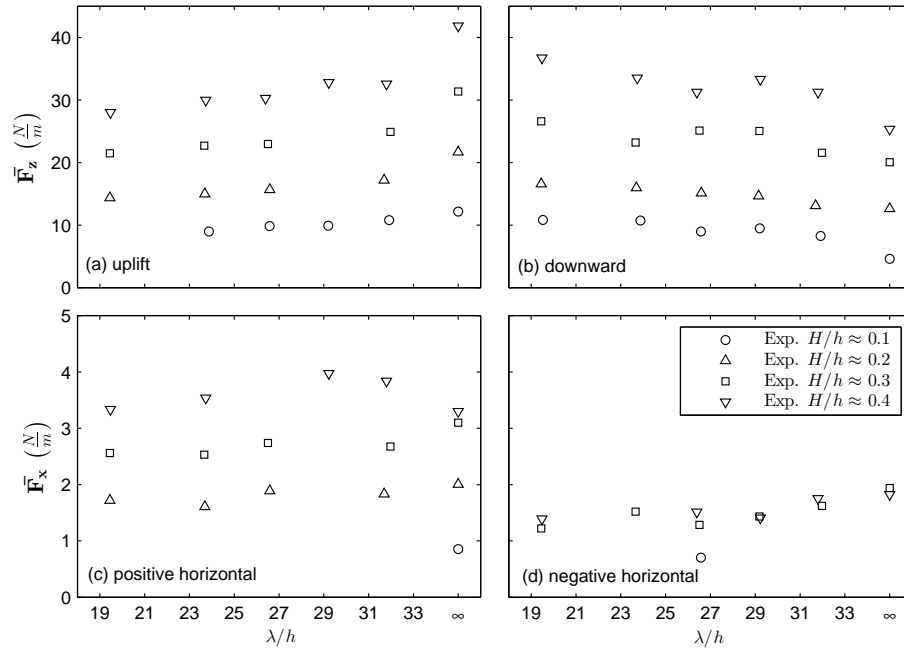 40
30
20
10
0
F̄z (N/m)
(a) uplift
(b) downward
5
4
3
2
1
0
F̄x (N/m)
(c) positive horizontal
19 21 23 25 27 29 31 33 ∞
λ/h
Exp. H/h ≈ 0.1
Exp. H/h ≈ 0.2
Exp. H/h ≈ 0.3
Exp. H/h ≈ 0.4
(d) negative horizontal
19 21 23 25 27 29 31 33 ∞
λ/h